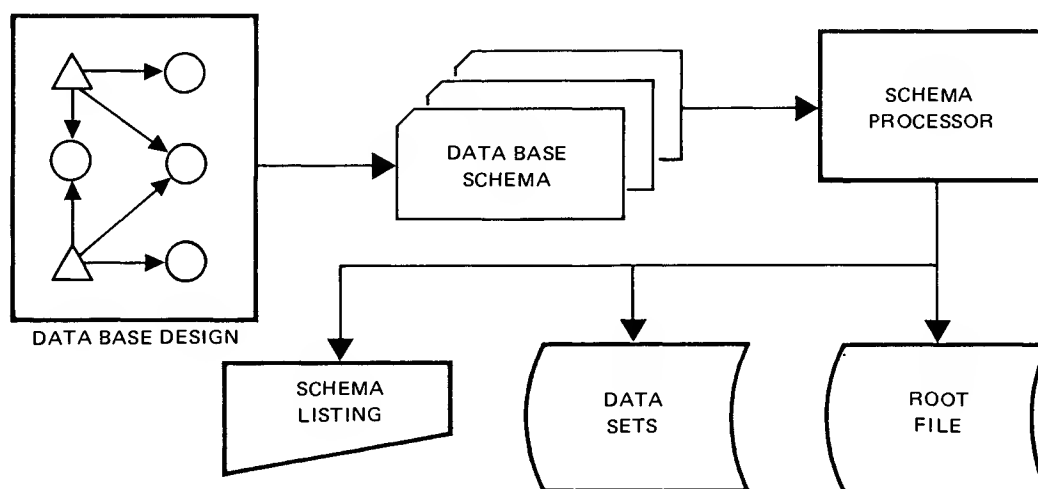 SCHEMA
PROCESSOR
DATA BASE
SCHEMA
DATA BASE DESIGN
SCHEMA
LISTING
DATA
SETS
ROOT
FILE